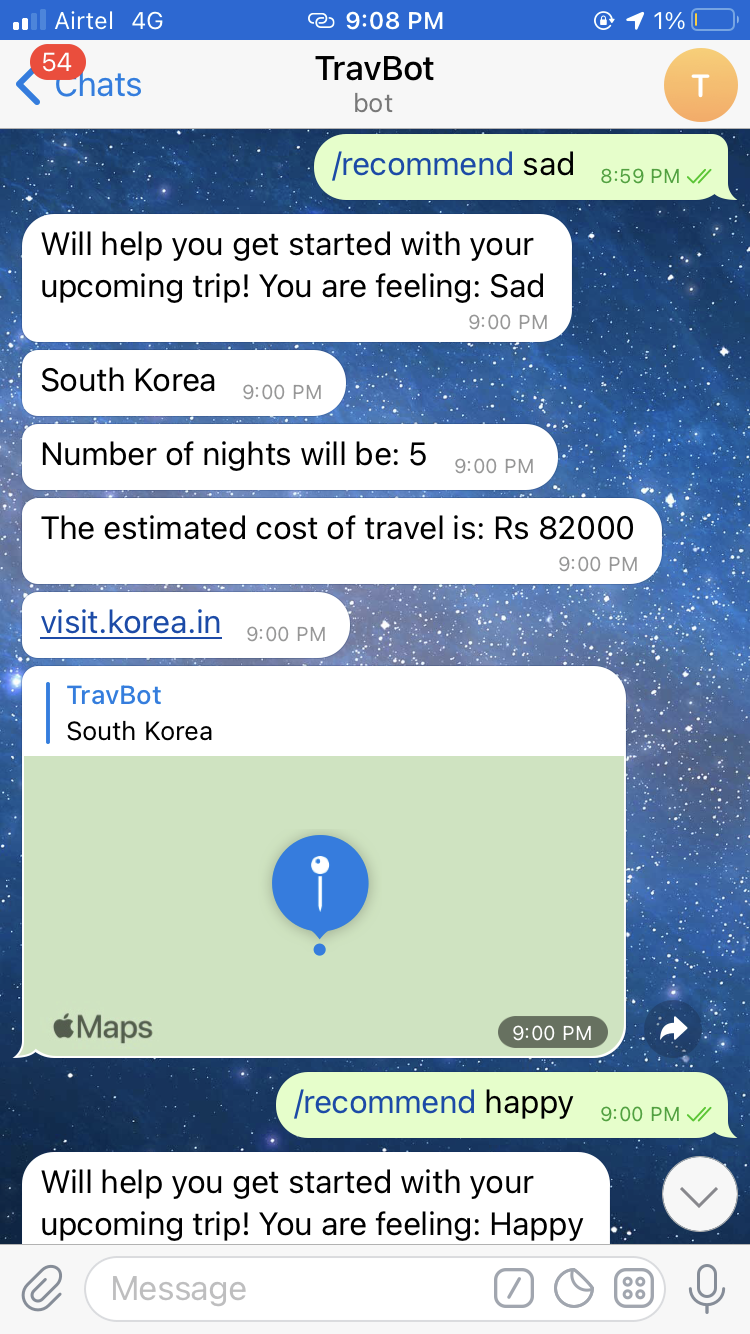 Airtel 4G 9:08 PM 1%
54
Chats
TravBot
bot
T
/recommend sad 8:59 PM
Will help you get started with your
upcoming trip! You are feeling: Sad
9:00 PM
South Korea 9:00 PM
Number of nights will be: 5 9:00 PM
The estimated cost of travel is: Rs 82000
9:00 PM
visit.korea.in 9:00 PM
TravBot
South Korea
Maps 9:00 PM
/recommend happy 9:00 PM
Will help you get started with your
upcoming trip! You are feeling: Happy
Message